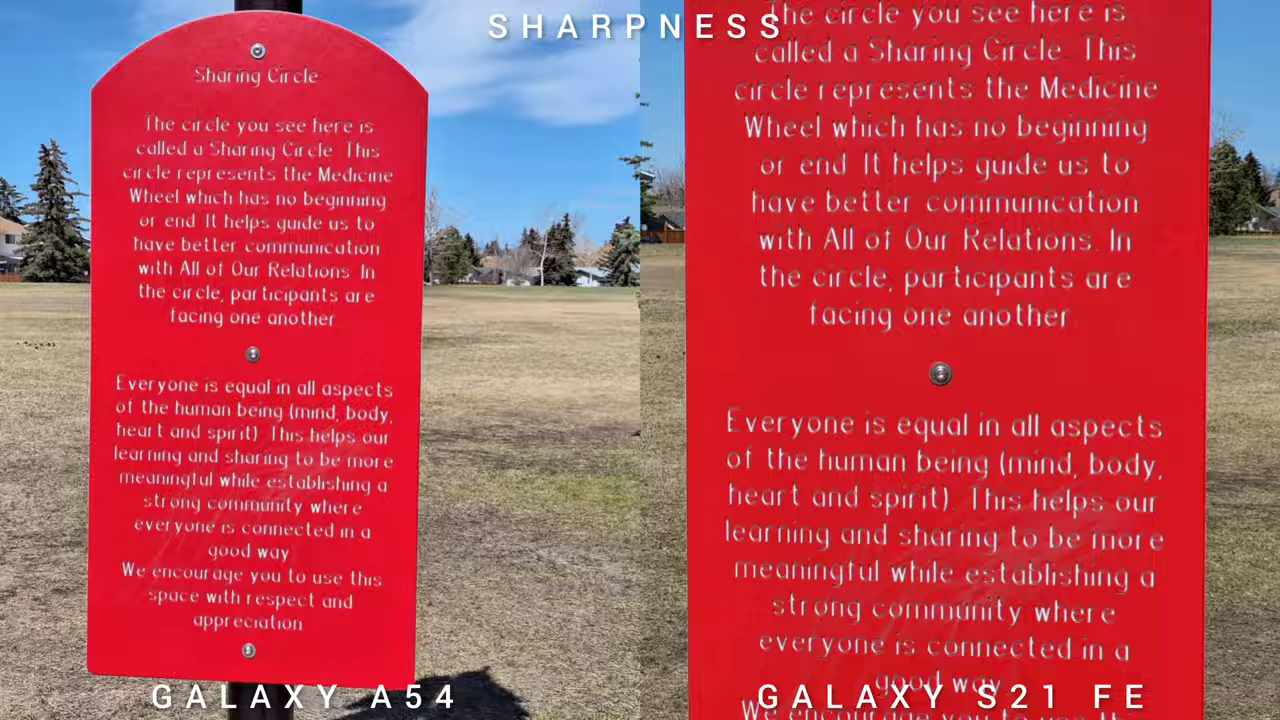 SHARPNESS
Sharing Circle
The circle you see here is
called a Sharing Circle. This
circle represents the Medicine
Wheel which has no beginning
or end. It helps guide us to
have better communication
with All of Our Relations. In
the circle, participants are
facing one another.
Everyone is equal in all aspects
of the human being (mind, body,
heart and spirit). This helps our
learning and sharing to be more
meaningful while establishing a
strong community where
everyone is connected in a
good way
We encourage you to use this
space with respect and
appreciation
GALAXY A54
The circle you see here is
called a Sharing Circle. This
circle represents the Medicine
Wheel which has no beginning
or end. It helps guide us to
have better communication
with All of Our Relations. In
the circle, participants are
facing one another.
Everyone is equal in all aspects
of the human being (mind, body,
heart and spirit). This helps our
learning and sharing to be more
meaningful while establishing a
strong community where
everyone is connected in a
good way
We encourage you to use it
GALAXY S21 FE